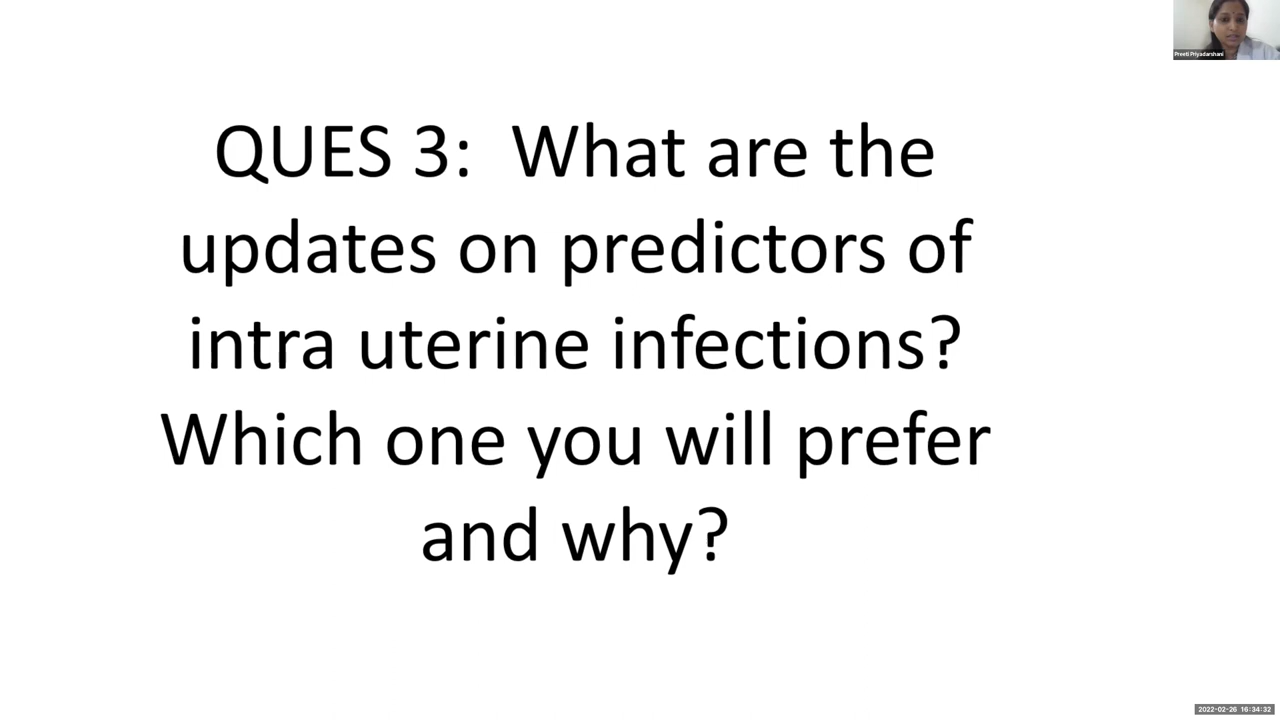 Preeti Priyadarshani
QUES 3:  What are the
updates on predictors of
intra uterine infections?
Which one you will prefer
and why?
2022-02-26 16:34:32